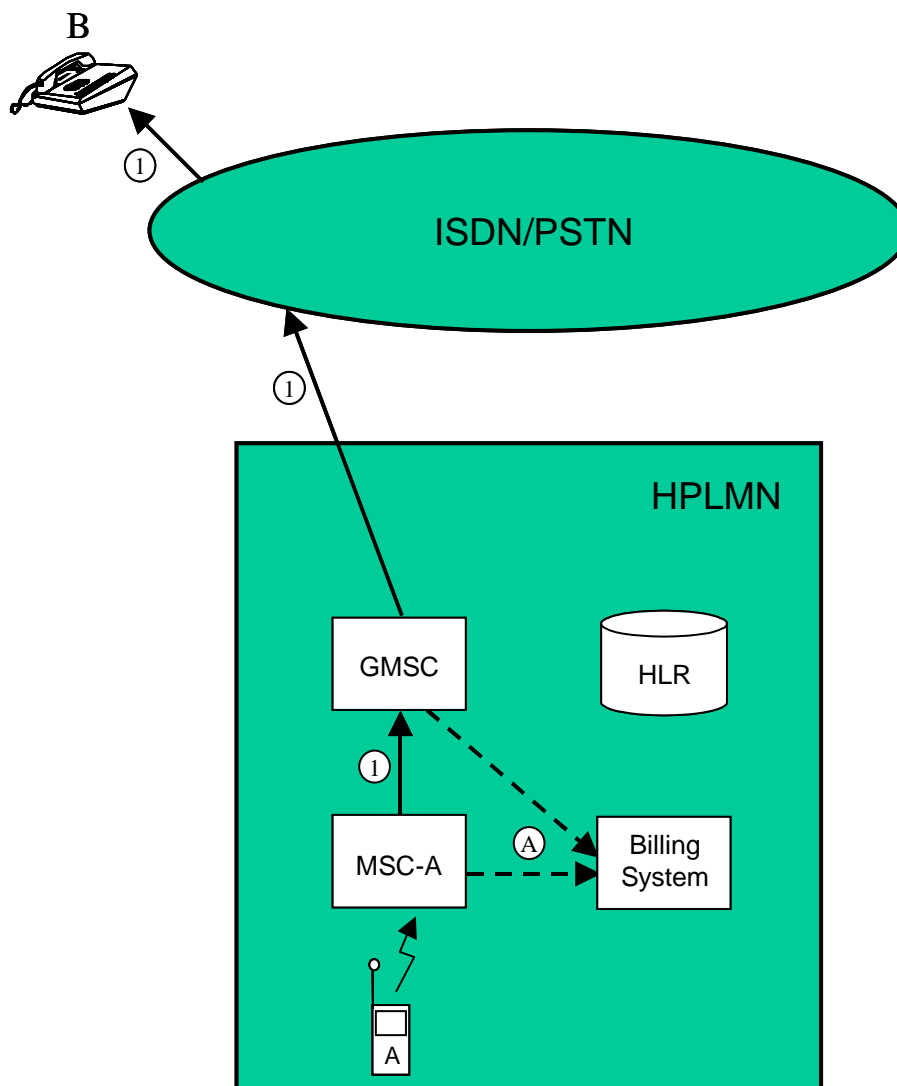 B
1
ISDN/PSTN
1
HPLMN
GMSC
HLR
1
A
MSC-A
Billing
System
A